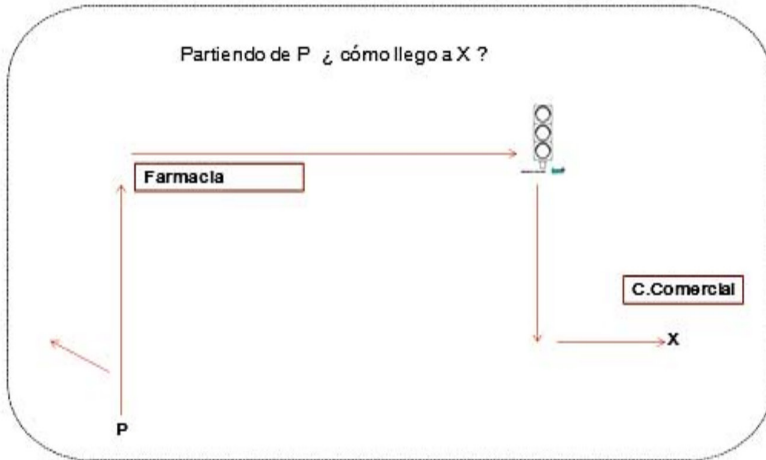 Partiendo de P ¿ cómo llego a X ?
Farmacia
C.Comercial
X
P